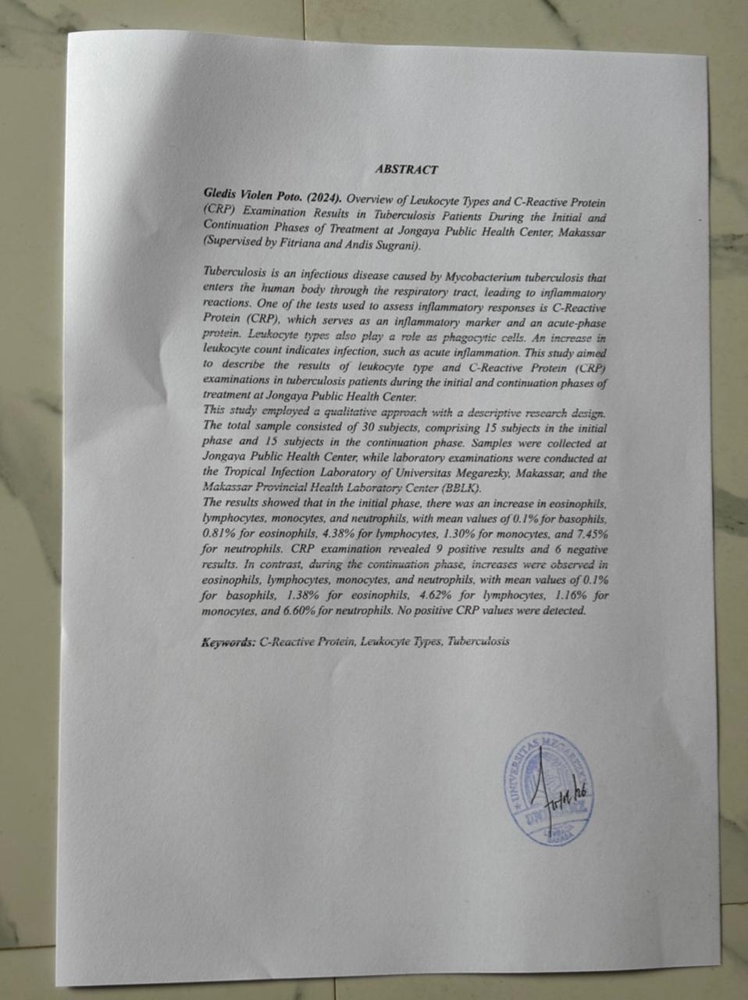 ABSTRACT
Gledis Violen Poto. (2024). Overview of Leukocyte Types and C-Reactive Protein
(CRP) Examination Results in Tuberculosis Patients During the Initial and
Continuation Phases of Treatment at Jongaya Public Health Center, Makassar
(Supervised by Fitriana and Andis Sugrani).
Tuberculosis is an infectious disease caused by Mycobacterium tuberculosis that
enters the human body through the respiratory tract, leading to inflammatory
reactions. One of the tests used to assess inflammatory responses is C-Reactive
Protein (CRP), which serves as an inflammatory marker and an acute-phase
protein. Leukocyte types also play a role as phagocytic cells. An increase in
leukocyte count indicates infection, such as acute inflammation. This study aimed
to describe the results of leukocyte type and C-Reactive Protein (CRP)
examinations in tuberculosis patients during the initial and continuation phases of
treatment at Jongaya Public Health Center.
This study employed a qualitative approach with a descriptive research design.
The total sample consisted of 30 subjects, comprising 15 subjects in the initial
phase and 15 subjects in the continuation phase. Samples were collected at
Jongaya Public Health Center, while laboratory examinations were conducted at
the Tropical Infection Laboratory of Universitas Megarezky, Makassar, and the
Makassar Provincial Health Laboratory Center (BBLK).
The results showed that in the initial phase, there was an increase in eosinophils,
lymphocytes, monocytes, and neutrophils, with mean values of 0.1% for basophils,
0.81% for eosinophils, 4.38% for lymphocytes, 1.30% for monocytes, and 7.45%
for neutrophils. CRP examination revealed 9 positive results and 6 negative
results. In contrast, during the continuation phase, increases were observed in
eosinophils, lymphocytes, monocytes, and neutrophils, with mean values of 0.1%
for basophils, 1.38% for eosinophils, 4.62% for lymphocytes, 1.16% for
monocytes, and 6.60% for neutrophils. No positive CRP values were detected.
Keywords: C-Reactive Protein, Leukocyte Types, Tuberculosis
UNIVERSITAS MEGAREZKY
LEMBAGA
BAHASA